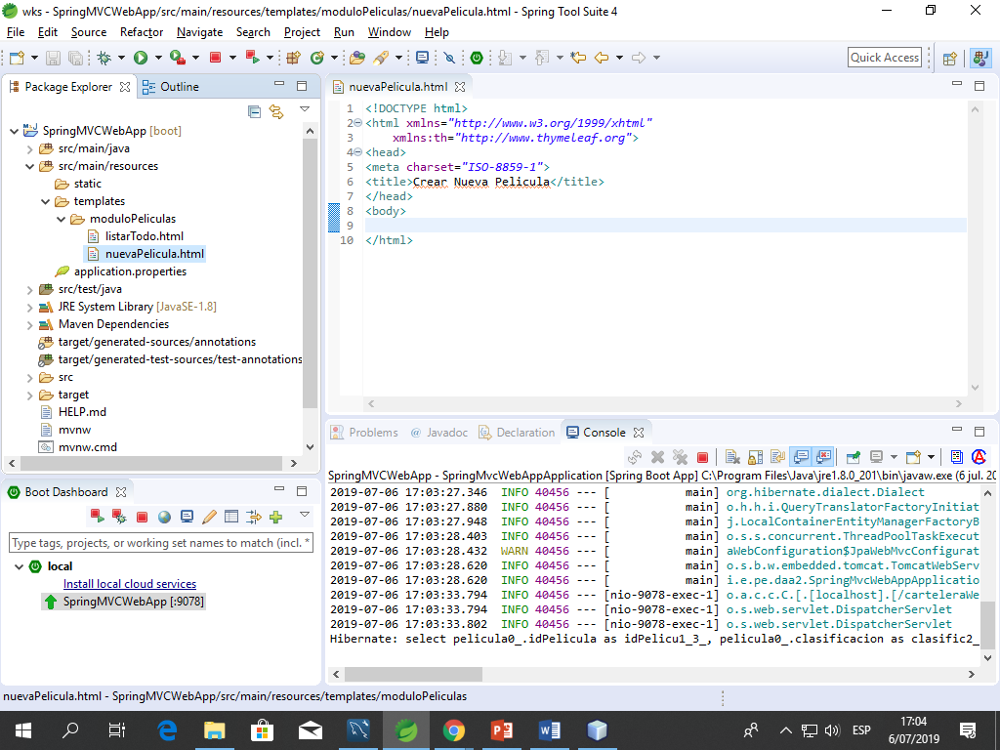 wks - SpringMVCWebApp/src/main/resources/templates/moduloPeliculas/nuevaPelicula.html - Spring Tool Suite 4
File Edit Source Refactor Navigate Search Project Run Window Help
Quick Access
Package Explorer Outline
SpringMVCWebApp [boot]
src/main/java
src/main/resources
static
templates
moduloPeliculas
listarTodo.html
nuevaPelicula.html
application.properties
src/test/java
JRE System Library [JavaSE-1.8]
Maven Dependencies
target/generated-sources/annotations
target/generated-test-sources/test-annotations
src
target
HELP.md
mvnw
mvnw.cmd
nuevaPelicula.html
1 <!DOCTYPE html>
2 <html xmlns="http://www.w3.org/1999/xhtml"
3 xmlns:th="http://www.thymeleaf.org">
4 <head>
5 <meta charset="ISO-8859-1">
6 <title>Crear Nueva Pelicula</title>
7 </head>
8 <body>
9
10 </html>
Boot Dashboard
Type tags, projects, or working set names to match (incl. *
local
Install local cloud services
SpringMVCWebApp [:9078]
Problems @ Javadoc Declaration Console
SpringMVCWebApp - SpringMvcWebAppApplication [Spring Boot App] C:\Program Files\Java\jre1.8.0_201\bin\javaw.exe (6 jul. 20
2019-07-06 17:03:27.346 INFO 40456 --- [ main] org.hibernate.dialect.Dialect
2019-07-06 17:03:27.880 INFO 40456 --- [ main] o.h.h.i.QueryTranslatorFactoryInitiat
2019-07-06 17:03:27.948 INFO 40456 --- [ main] j.LocalContainerEntityManagerFactoryB
2019-07-06 17:03:28.403 INFO 40456 --- [ main] o.s.s.concurrent.ThreadPoolTaskExecut
2019-07-06 17:03:28.432 WARN 40456 --- [ main] aWebConfiguration$JpaWebMvcConfigurat
2019-07-06 17:03:28.620 INFO 40456 --- [ main] o.s.b.w.embedded.tomcat.TomcatWebServ
2019-07-06 17:03:28.620 INFO 40456 --- [ main] i.e.pe.daa2.SpringMvcWebAppApplicatio
2019-07-06 17:03:33.794 INFO 40456 --- [nio-9078-exec-1] o.a.c.c.C.[.[localhost].[/carteleraWe
2019-07-06 17:03:33.794 INFO 40456 --- [nio-9078-exec-1] o.s.web.servlet.DispatcherServlet
2019-07-06 17:03:33.802 INFO 40456 --- [nio-9078-exec-1] o.s.web.servlet.DispatcherServlet
Hibernate: select pelicula0_.idPelicula as idPelicu1_3_, pelicula0_.clasificacion as clasific2_
nuevaPelicula.html - SpringMVCWebApp/src/main/resources/templates/moduloPeliculas
ESP
17:04
6/07/2019